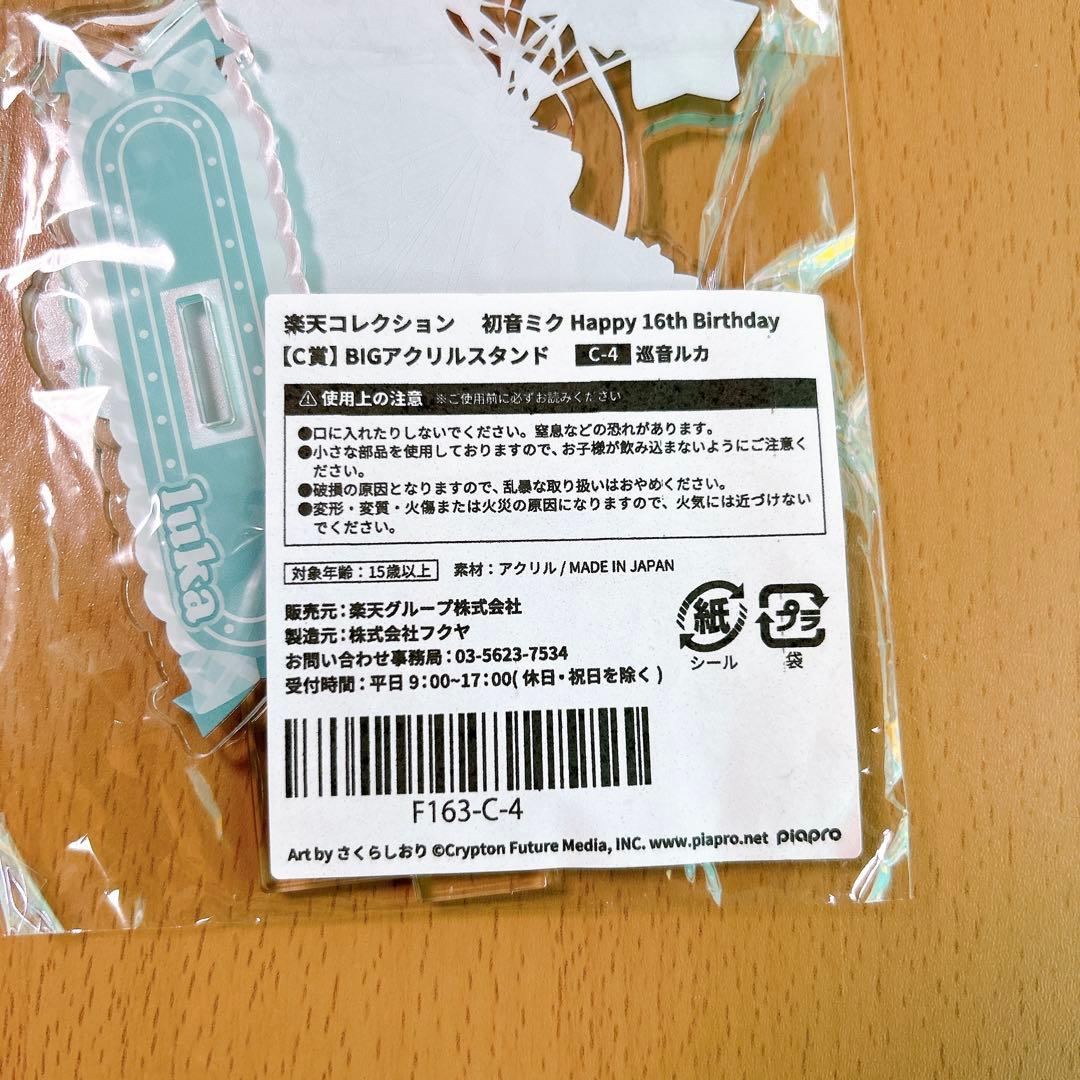 luka
楽天コレクション 初音ミク Happy 16th Birthday
【C賞】BIGアクリルスタンド C-4 巡音ルカ
⚠使用上の注意 ※ご使用前に必ずお読みください
●口に入れたりしないでください。窒息などの恐れがあります。
●小さな部品を使用しておりますので、お子様が飲み込まないようにご注意く
ださい。
●破損の原因となりますので、乱暴な取り扱いはおやめください。
●変形・変質・火傷または火災の原因になりますので、火気には近づけない
でください。
対象年齢：15歳以上 素材：アクリル / MADE IN JAPAN
販売元：楽天グループ株式会社
製造元：株式会社フクヤ
お問い合わせ事務局：03-5623-7534
受付時間：平日 9：00~17：00( 休日・祝日を除く )
紙 プラ
シール 袋
F163-C-4
Art by さくらしおり ©Crypton Future Media, INC. www.piapro.net piapro